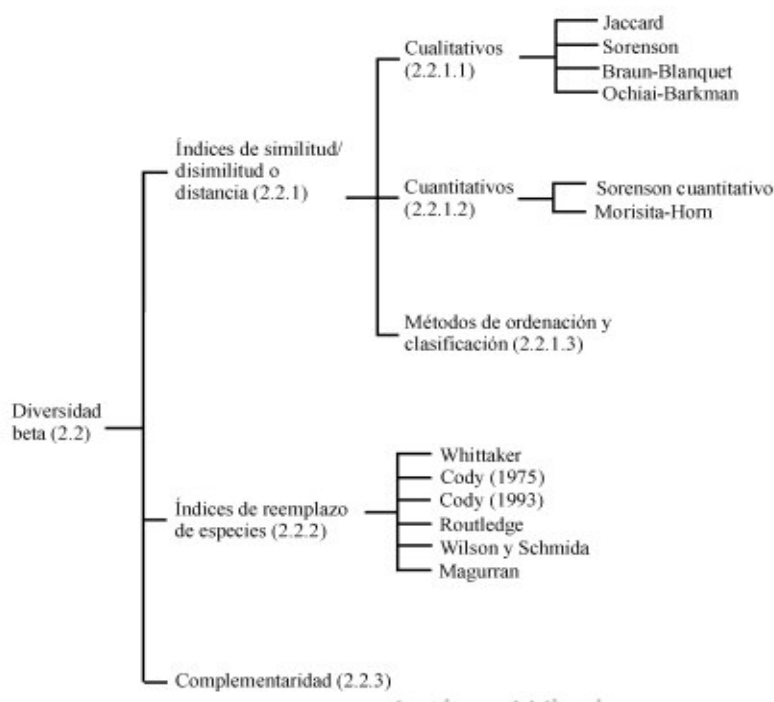 Jaccard
Sorenson
Braun-Blanquet
Ochiai-Barkman
Cualitativos
(2.2.1.1)
Índices de similitud/
disimilitud o
distancia (2.2.1)
Cuantitativos
(2.2.1.2)
Sorenson cuantitativo
Morisita-Horn
Métodos de ordenación y
clasificación (2.2.1.3)
Diversidad
beta (2.2)
Whittaker
Cody (1975)
Cody (1993)
Routledge
Wilson y Schmida
Magurran
Índices de reemplazo
de especies (2.2.2)
Complementaridad (2.2.3)